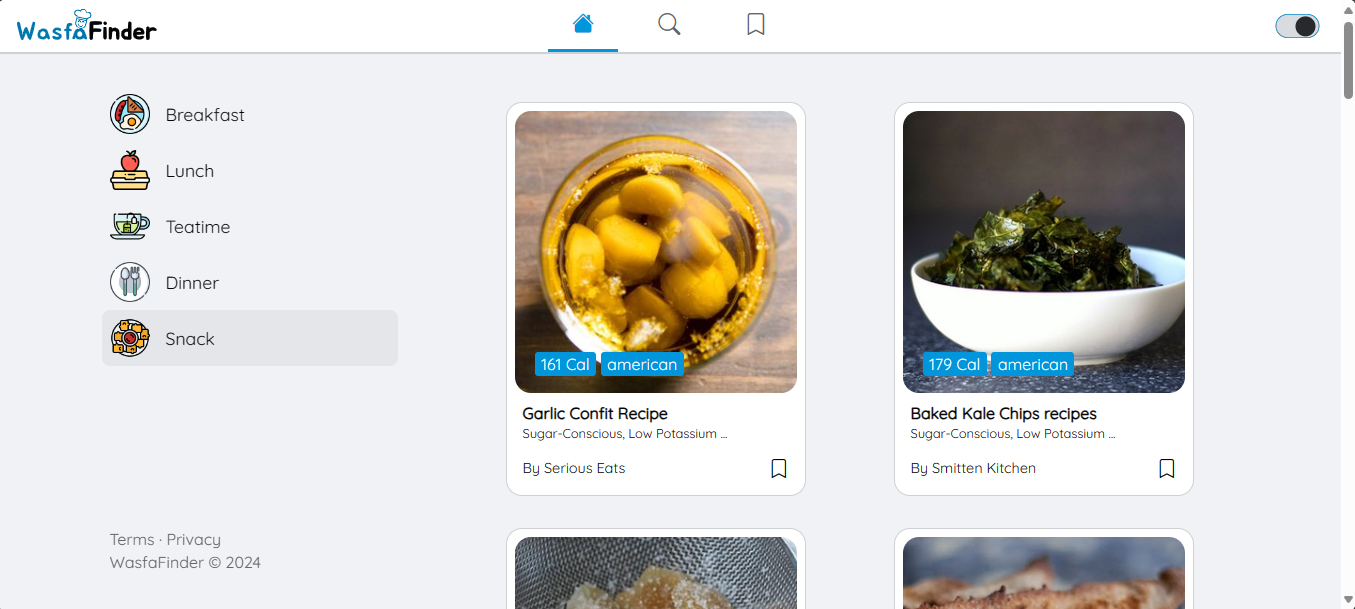 WasfaFinder
Breakfast
Lunch
Teatime
Dinner
Snack
161 Cal american
Garlic Confit Recipe
Sugar-Conscious, Low Potassium ...
By Serious Eats
179 Cal american
Baked Kale Chips recipes
Sugar-Conscious, Low Potassium ...
By Smitten Kitchen
Terms · Privacy
WasfaFinder © 2024